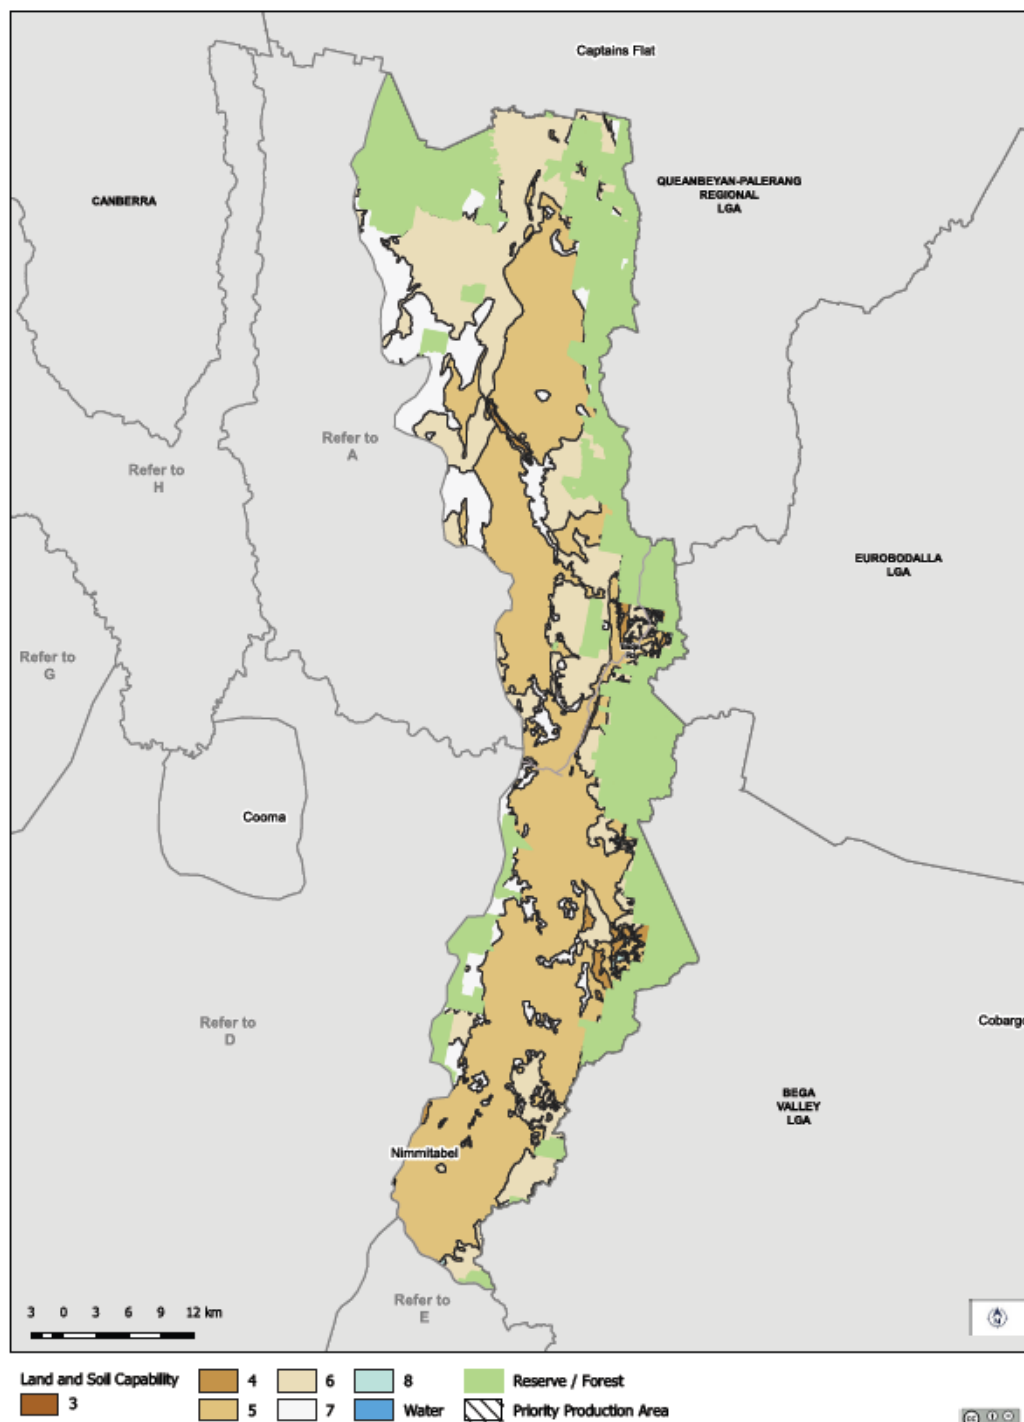 Captains Flat
CANBERRA
QUEANBEYAN-PALERANG
REGIONAL
LGA
Refer to
A
Refer to
H
EUROBODALLA
LGA
Refer to
G
Cooma
Refer to
D
Cobargo
BEGA
VALLEY
LGA
Nimmitabel
Refer to
E
3 0 3 6 9 12 km
N
Land and Soil Capability
3
4
5
6
7
8
Water
Reserve / Forest
Priority Production Area